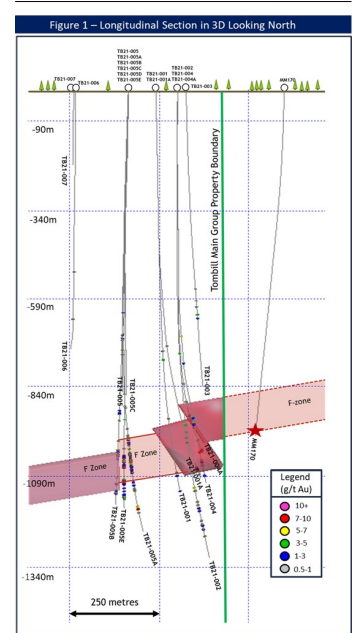 Figure 1 – Longitudinal Section in 3D Looking North
TB21-005
TB21-005A
TB21-005B
TB21-005C
TB21-005D
TB21-005E
TB21-007
TB21-006
TB21-001
TB21-001A
TB21-002
TB21-004
TB21-004A
TB21-003
MM170
-90m
-340m
-590m
-840m
-1090m
-1340m
Tombill Main Group Property Boundary
TB21-007
TB21-006
TB21-005
TB21-005C
TB21-003
F-zone
F Zone
F Zone
MM170
TB21-001A
TB21-001
TB21-004
TB21-002
TB21-005B
TB21-005E
TB21-005A
250 metres
Legend
(g/t Au)
10+
7-10
5-7
3-5
1-3
0.5-1